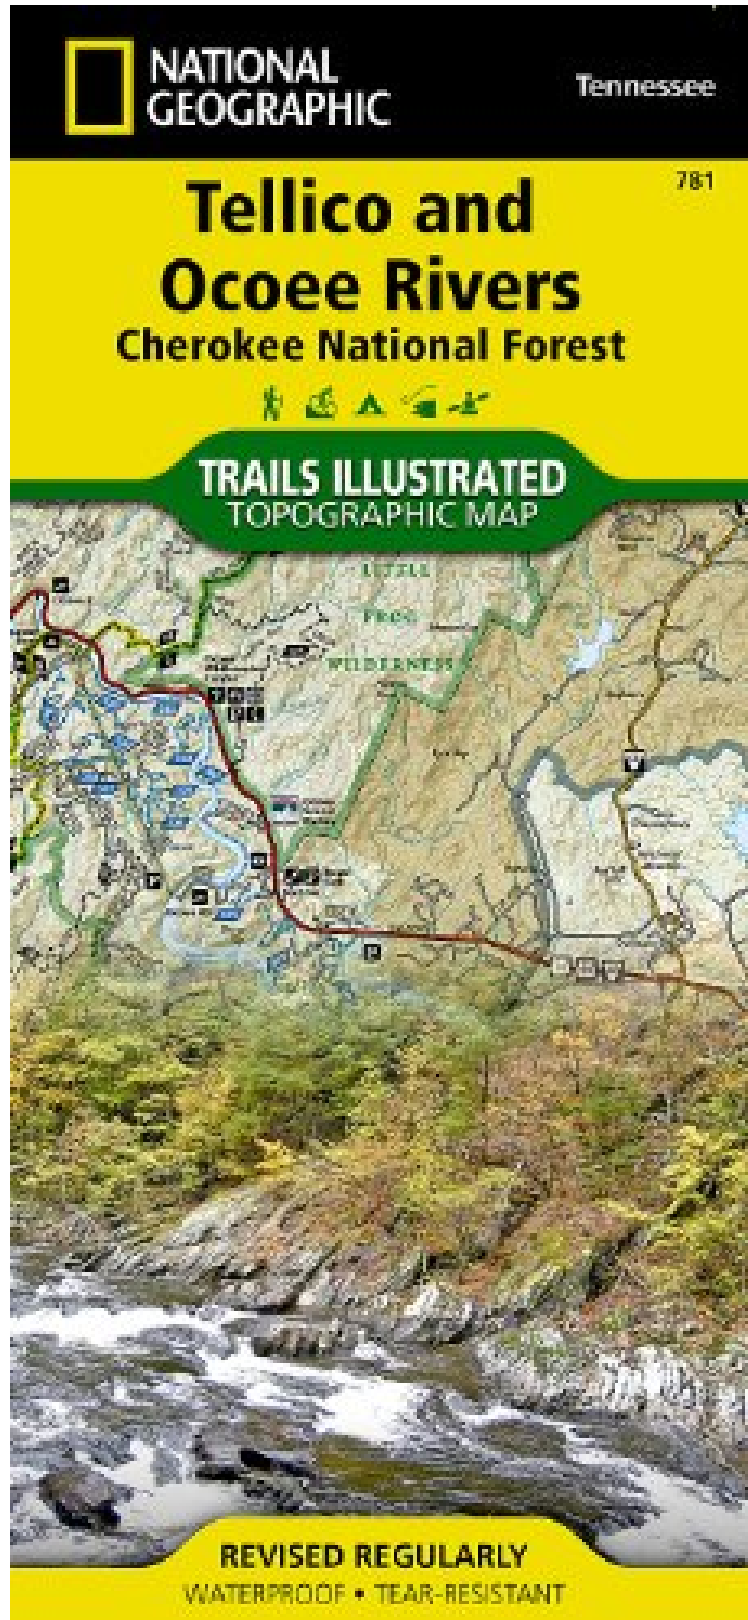 NATIONAL
GEOGRAPHIC
Tennessee
781
Tellico and
Ocoee Rivers
Cherokee National Forest
TRAILS ILLUSTRATED
TOPOGRAPHIC MAP
LITTLE
FROG
WILDERNESS
REVISED REGULARLY
WATERPROOF • TEAR-RESISTANT